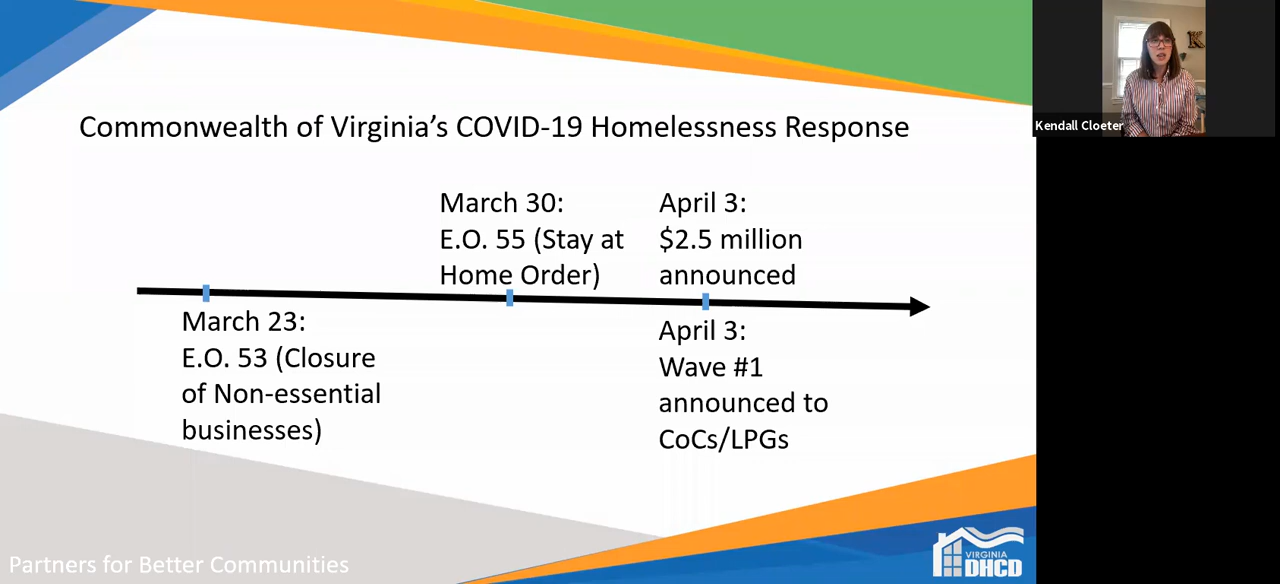 Commonwealth of Virginia's COVID-19 Homelessness Response
March 30:
E.O. 55 (Stay at
Home Order)
April 3:
$2.5 million
announced
March 23:
E.O. 53 (Closure
of Non-essential
businesses)
April 3:
Wave #1
announced to
CoCs/LPGs
Partners for Better Communities
VIRGINIA
DHCD
Kendall Cloeter
K